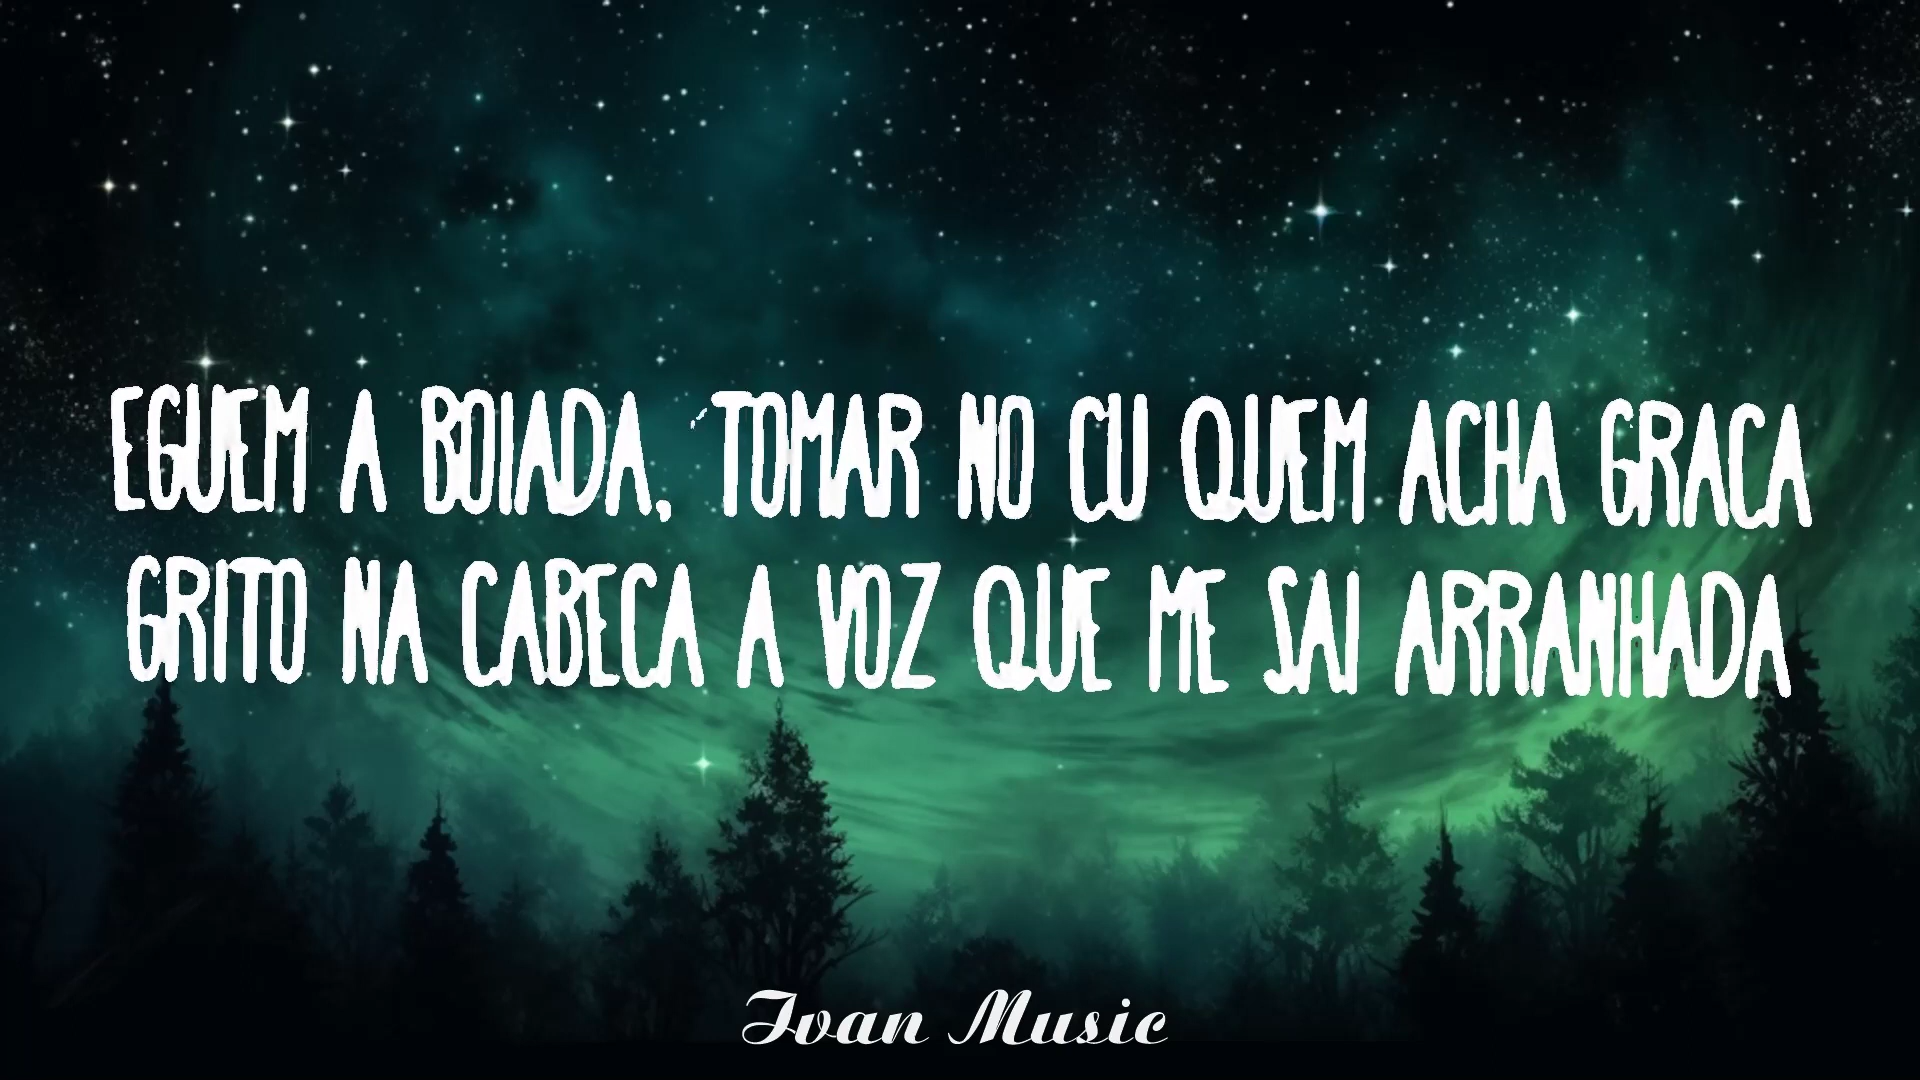 EGUEM A BOIADA, ´TOMAR NO CU QUEM ACHA GRACA
GRITO NA CABECA A VOZ QUE ME SAI ARRANHADA
Ivan Music